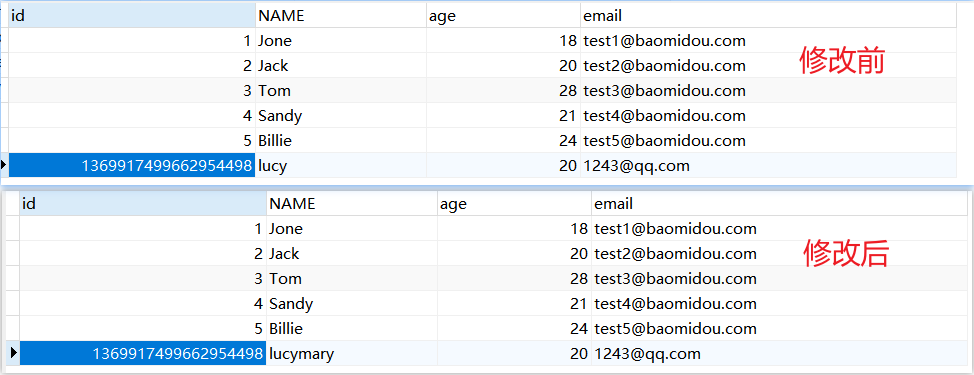 id NAME age email
1 Jone 18 test1@baomidou.com
修改前
2 Jack 20 test2@baomidou.com
3 Tom 28 test3@baomidou.com
4 Sandy 21 test4@baomidou.com
5 Billie 24 test5@baomidou.com
1369917499662954498 lucy 20 1243@qq.com
id NAME age email
1 Jone 18 test1@baomidou.com
修改后
2 Jack 20 test2@baomidou.com
3 Tom 28 test3@baomidou.com
4 Sandy 21 test4@baomidou.com
5 Billie 24 test5@baomidou.com
1369917499662954498 lucymary 20 1243@qq.com